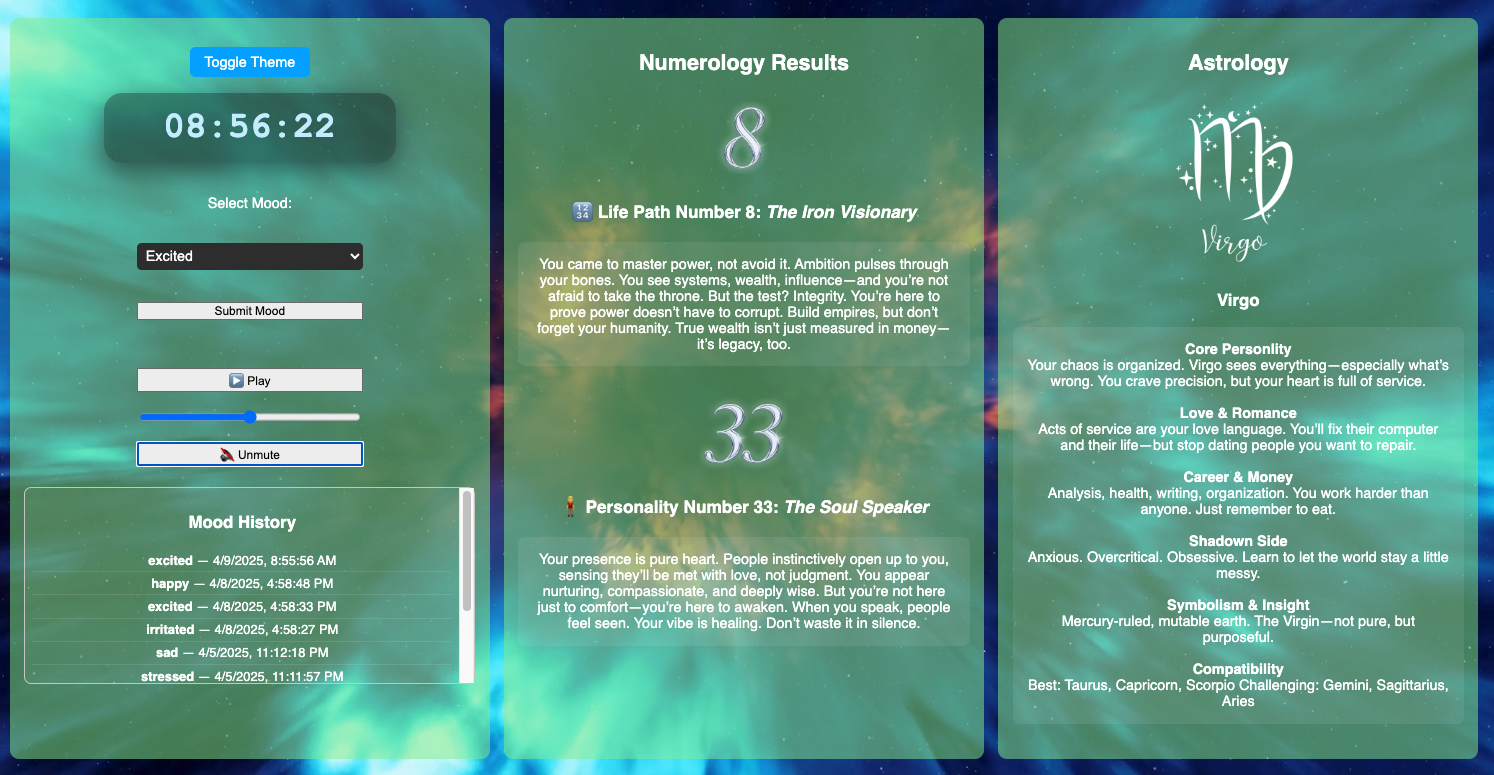 Toggle Theme
08:56:22
Select Mood:
Excited
Submit Mood
▶️ Play
Unmute
Mood History
excited — 4/9/2025, 8:55:56 AM
happy — 4/8/2025, 4:58:48 PM
excited — 4/8/2025, 4:58:33 PM
irritated — 4/8/2025, 4:58:27 PM
sad — 4/5/2025, 11:12:18 PM
stressed — 4/5/2025, 11:11:57 PM
Numerology Results
8
🔢 Life Path Number 8: The Iron Visionary
You came to master power, not avoid it. Ambition pulses through
your bones. You see systems, wealth, influence—and you're not
afraid to take the throne. But the test? Integrity. You're here to
prove power doesn't have to corrupt. Build empires, but don't
forget your humanity. True wealth isn't just measured in money—
it's legacy, too.
33
Personality Number 33: The Soul Speaker
Your presence is pure heart. People instinctively open up to you,
sensing they'll be met with love, not judgment. You appear
nurturing, compassionate, and deeply wise. But you're not here
just to comfort—you're here to awaken. When you speak, people
feel seen. Your vibe is healing. Don't waste it in silence.
Astrology
Virgo
Virgo
Core Personlity
Your chaos is organized. Virgo sees everything—especially what's
wrong. You crave precision, but your heart is full of service.
Love & Romance
Acts of service are your love language. You'll fix their computer
and their life—but stop dating people you want to repair.
Career & Money
Analysis, health, writing, organization. You work harder than
anyone. Just remember to eat.
Shadown Side
Anxious. Overcritical. Obsessive. Learn to let the world stay a little
messy.
Symbolism & Insight
Mercury-ruled, mutable earth. The Virgin—not pure, but
purposeful.
Compatibility
Best: Taurus, Capricorn, Scorpio Challenging: Gemini, Sagittarius,
Aries